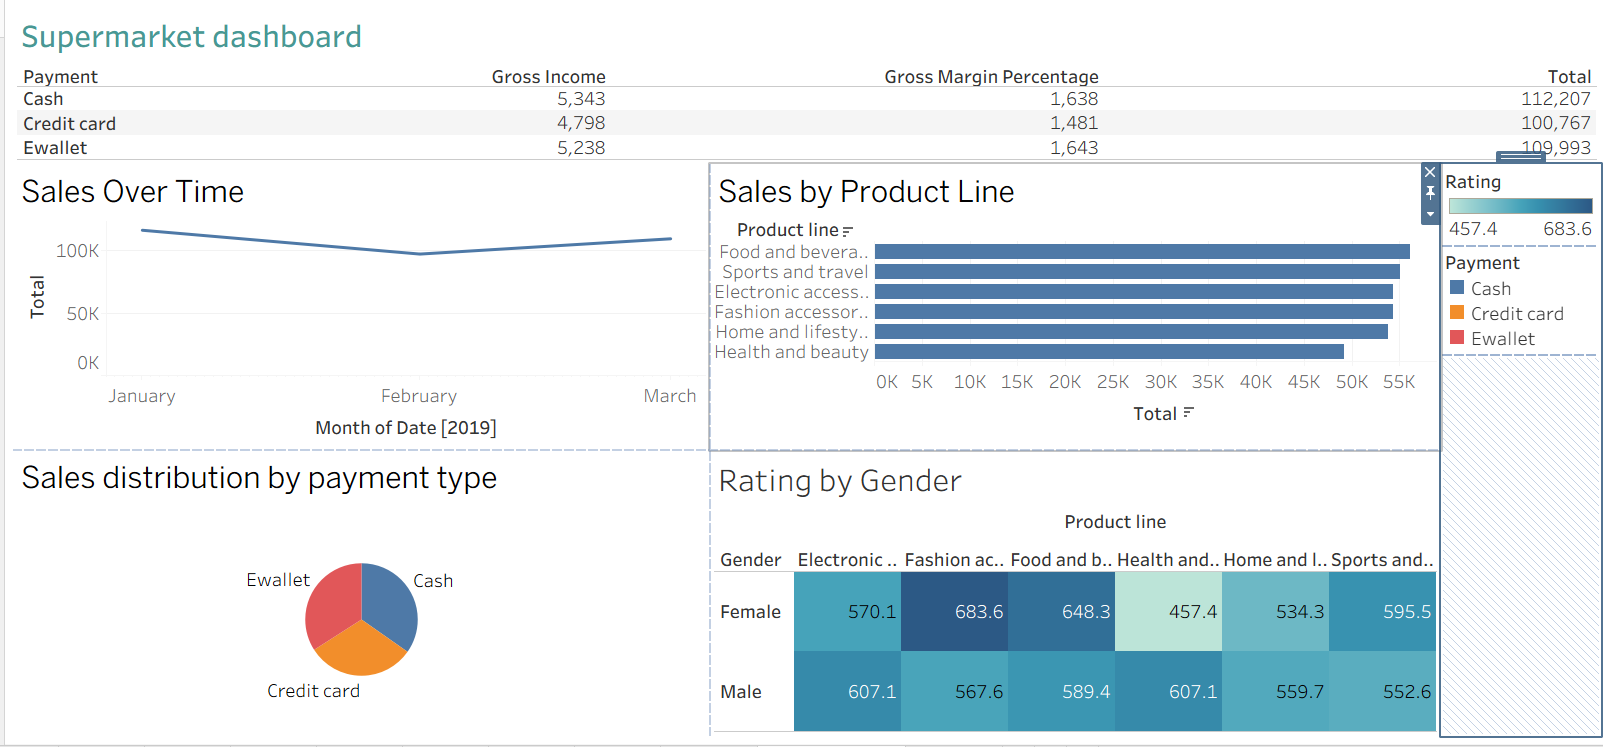 Supermarket dashboard
Payment Gross Income Gross Margin Percentage Total
Cash 5,343 1,638 112,207
Credit card 4,798 1,481 100,767
Ewallet 5,238 1,643 109,993
Sales Over Time
100K
50K
0K
Total
January February March
Month of Date [2019]
Sales by Product Line
Product line
Food and bevera..
Sports and travel
Electronic access..
Fashion accessor..
Home and lifesty..
Health and beauty
0K 5K 10K 15K 20K 25K 30K 35K 40K 45K 50K 55K
Total
Rating
457.4 683.6
Payment
Cash
Credit card
Ewallet
Sales distribution by payment type
Ewallet Cash
Credit card
Rating by Gender
Product line
Gender Electronic .. Fashion ac.. Food and b.. Health and.. Home and l.. Sports and..
Female 570.1 683.6 648.3 457.4 534.3 595.5
Male 607.1 567.6 589.4 607.1 559.7 552.6